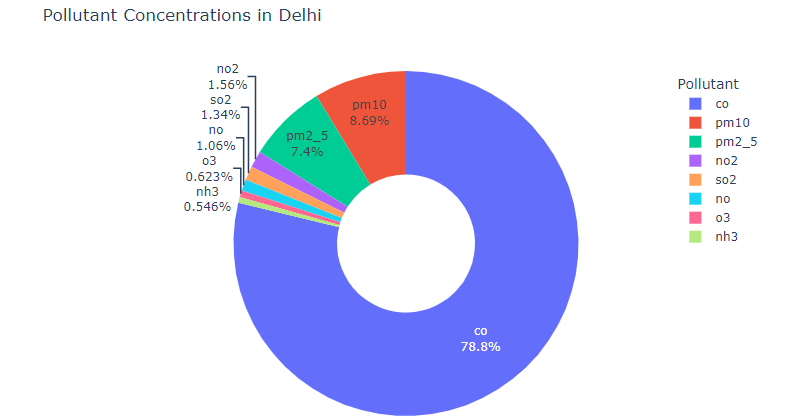 Pollutant Concentrations in Delhi
no2
1.56%
so2
1.34%
no
1.06%
o3
0.623%
nh3
0.546%
pm2_5
7.4%
pm10
8.69%
co
78.8%
Pollutant
co
pm10
pm2_5
no2
so2
no
o3
nh3